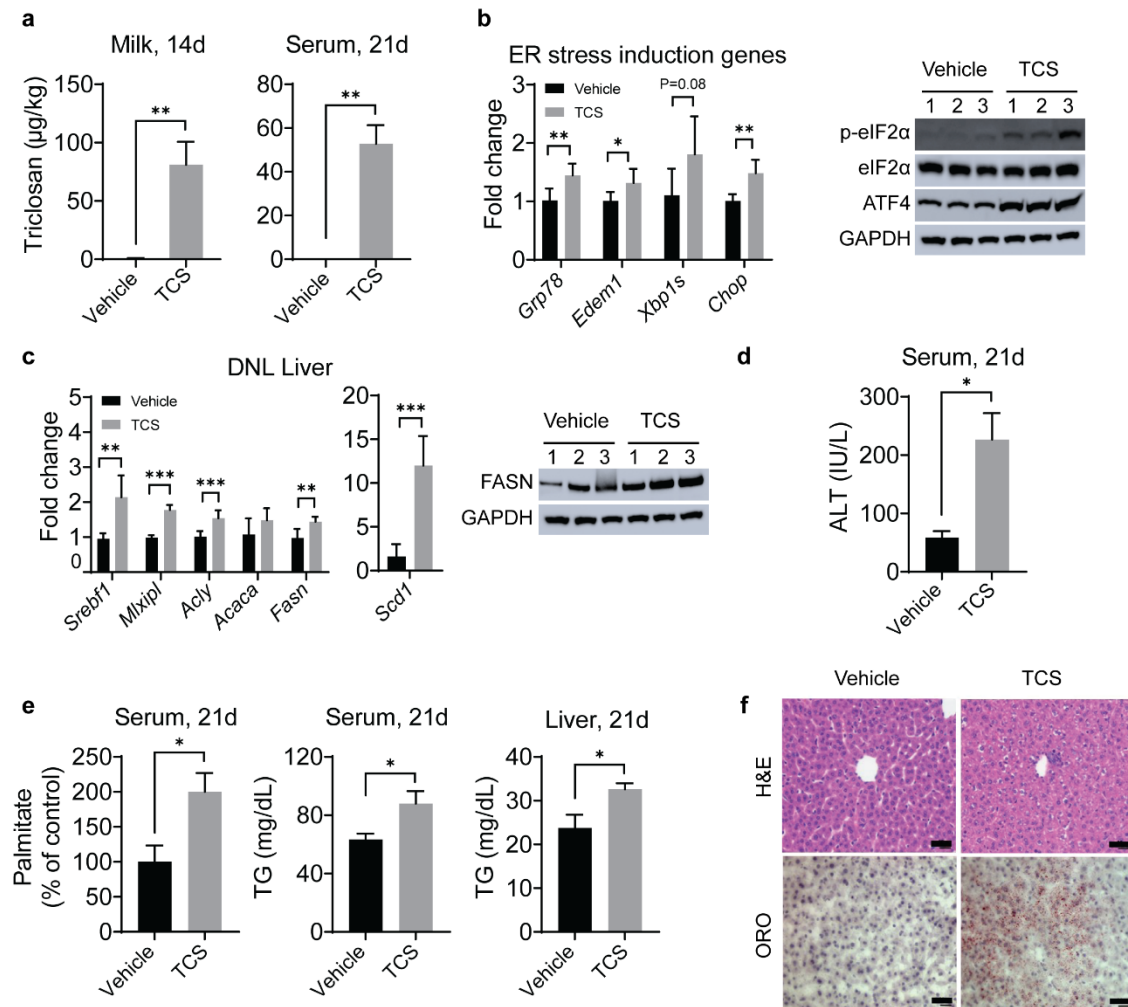 a
Milk, 14d
Serum, 21d
Triclosan (µg/kg)
150
100
50
0
**
Vehicle
TCS
80
60
40
20
0
**
Vehicle
TCS
b
ER stress induction genes
Vehicle
TCS
Fold change
3
2
1
0
**
*
P=0.08
**
Grp78
Edem1
Xbp1s
Chop
Vehicle TCS
1 2 3 1 2 3
p-eIF2α
eIF2α
ATF4
GAPDH
c
DNL Liver
Vehicle
TCS
Fold change
5
4
3
2
1
0
**
***
***
**
Srebf1
Mlxipl
Acly
Acaca
Fasn
20
15
10
5
0
***
Scd1
Vehicle TCS
1 2 3 1 2 3
FASN
GAPDH
d
Serum, 21d
ALT (IU/L)
300
200
100
50
0
*
Vehicle
TCS
e
Serum, 21d
Palmitate
(% of control)
250
200
150
100
50
0
*
Vehicle
TCS
Serum, 21d
TG (mg/dL)
120
90
60
30
0
*
Vehicle
TCS
Liver, 21d
TG (mg/dL)
40
30
20
10
0
*
Vehicle
TCS
f
Vehicle
TCS
H&E
ORO